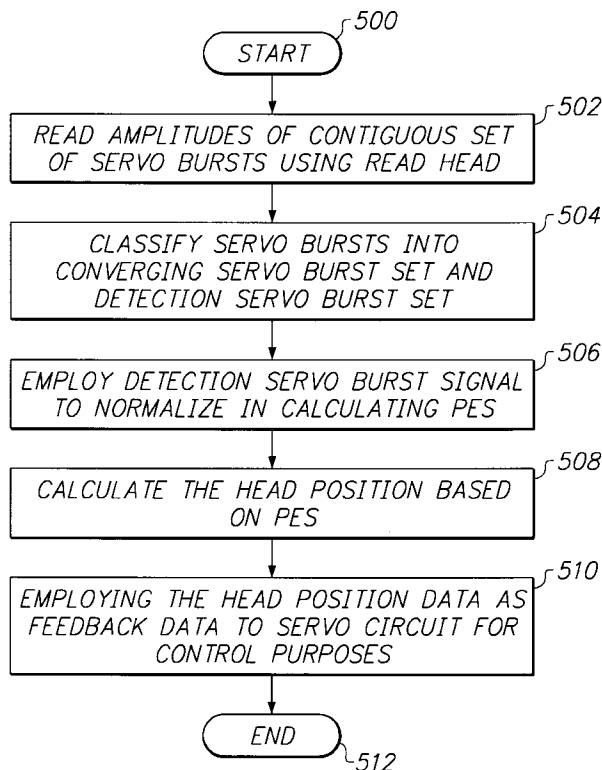 500
START
502
READ AMPLITUDES OF CONTIGUOUS SET
OF SERVO BURSTS USING READ HEAD
504
CLASSIFY SERVO BURSTS INTO
CONVERGING SERVO BURST SET AND
DETECTION SERVO BURST SET
506
EMPLOY DETECTION SERVO BURST SIGNAL
TO NORMALIZE IN CALCULATING PES
508
CALCULATE THE HEAD POSITION BASED
ON PES
510
EMPLOYING THE HEAD POSITION DATA AS
FEEDBACK DATA TO SERVO CIRCUIT FOR
CONTROL PURPOSES
END
512